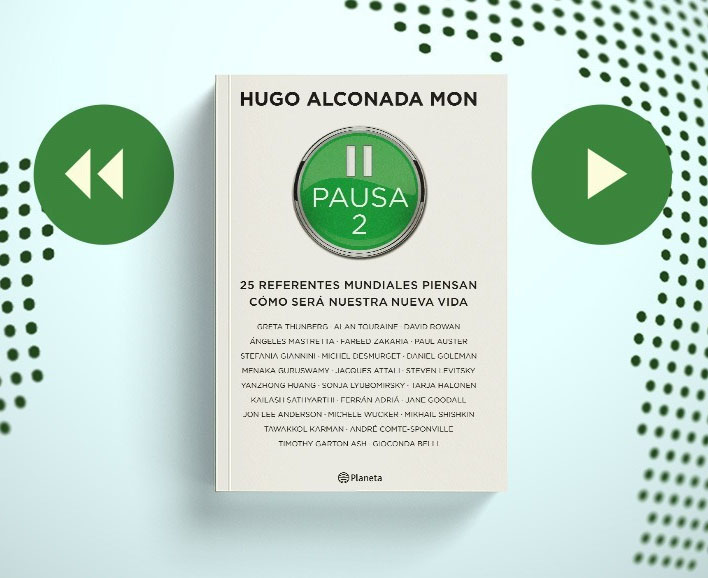 HUGO ALCONADA MON
PAUSA
2
25 REFERENTES MUNDIALES PIENSAN
CÓMO SERÁ NUESTRA NUEVA VIDA
GRETA THUNBERG · ALAN TOURAINE · DAVID ROWAN
ÁNGELES MASTRETTA · FAREED ZAKARIA · PAUL AUSTER
STEFANIA GIANNINI · MICHEL DESMURGET · DANIEL GOLEMAN
MENAKA GURUSWAMY · JACQUES ATTALI · STEVEN LEVITSKY
YANZHONG HUANG · SONJA LYUBOMIRSKY · TARJA HALONEN
KAILASH SATHYARTHI · FERRÁN ADRIÁ · JANE GOODALL
JON LEE ANDERSON · MICHELE WUCKER · MIKHAIL SHISHKIN
TAWAKKOL KARMAN · ANDRÉ COMTE-SPONVILLE
TIMOTHY GARTON ASH · GIOCONDA BELLI
Planeta